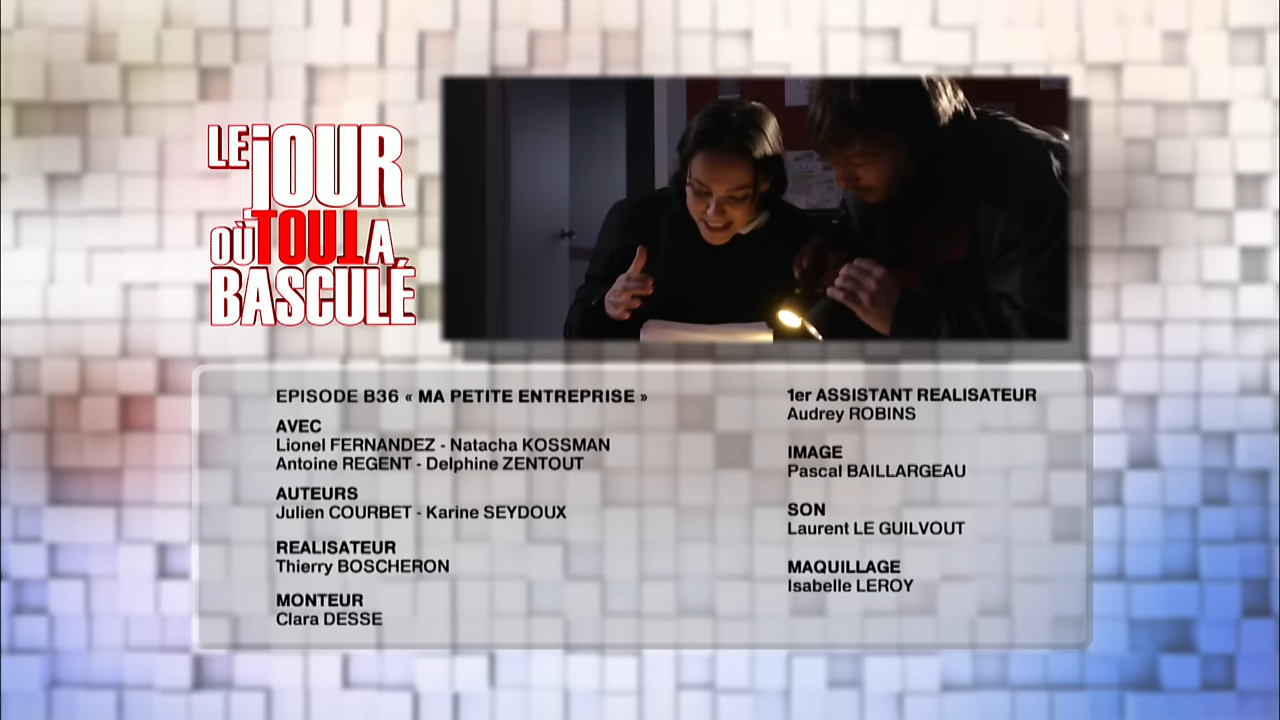 LE JOUR
OÙ TOUT A
BASCULÉ
EPISODE B36 « MA PETITE ENTREPRISE »
AVEC
Lionel FERNANDEZ - Natacha KOSSMAN
Antoine REGENT - Delphine ZENTOUT
AUTEURS
Julien COURBET - Karine SEYDOUX
REALISATEUR
Thierry BOSCHERON
MONTEUR
Clara DESSE
1er ASSISTANT REALISATEUR
Audrey ROBINS
IMAGE
Pascal BAILLARGEAU
SON
Laurent LE GUILVOUT
MAQUILLAGE
Isabelle LEROY